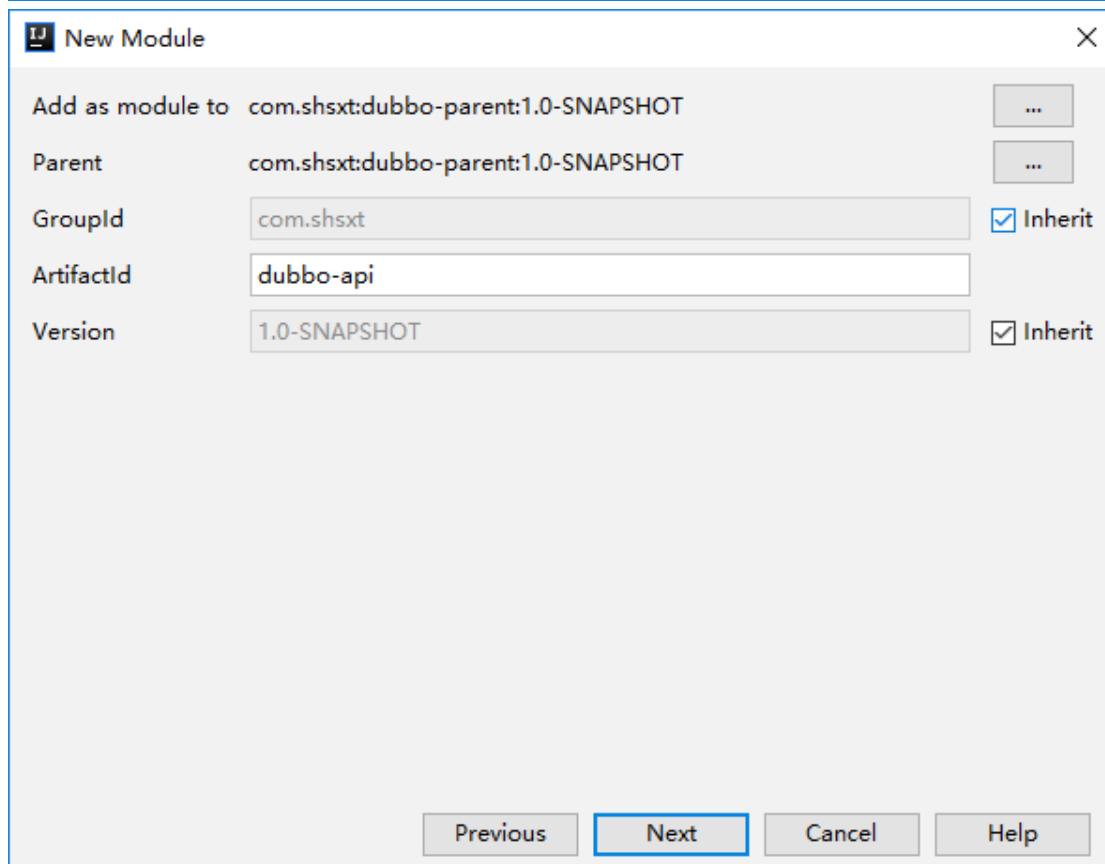 IJ New Module
Add as module to com.shsxt:dubbo-parent:1.0-SNAPSHOT ...
Parent com.shsxt:dubbo-parent:1.0-SNAPSHOT ...
GroupId com.shsxt Inherit
ArtifactId dubbo-api
Version 1.0-SNAPSHOT Inherit
Previous Next Cancel Help